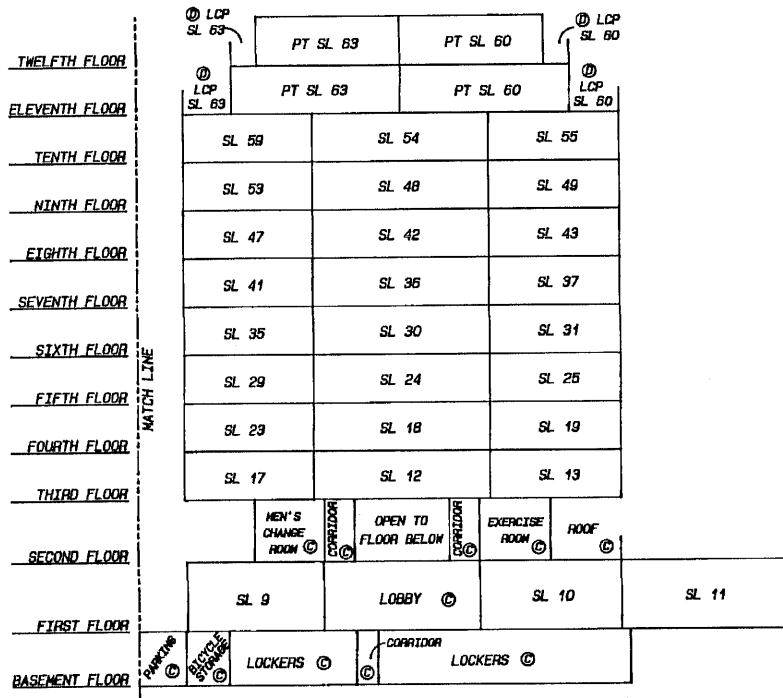 Ⓓ LCP
SL 63
PT SL 63
PT SL 60
Ⓓ LCP
SL 60
TWELFTH FLOOR
Ⓓ
LCP
SL 63
PT SL 63
PT SL 60
Ⓓ
LCP
SL 60
ELEVENTH FLOOR
SL 59
SL 54
SL 55
TENTH FLOOR
SL 53
SL 48
SL 49
NINTH FLOOR
SL 47
SL 42
SL 43
EIGHTH FLOOR
SL 41
SL 36
SL 37
SEVENTH FLOOR
SL 35
SL 30
SL 31
SIXTH FLOOR
MATCH LINE
SL 29
SL 24
SL 25
FIFTH FLOOR
SL 23
SL 18
SL 19
FOURTH FLOOR
SL 17
SL 12
SL 13
THIRD FLOOR
MEN'S
CHANGE
ROOM Ⓒ
CORRIDOR Ⓒ
OPEN TO
FLOOR BELOW
CORRIDOR Ⓒ
EXERCISE
ROOM Ⓒ
ROOF Ⓒ
SECOND FLOOR
SL 9
LOBBY Ⓒ
SL 10
SL 11
FIRST FLOOR
PARKING Ⓒ
BICYCLE
STORAGE Ⓒ
LOCKERS Ⓒ
Ⓒ
CORRIDOR
LOCKERS Ⓒ
BASEMENT FLOOR